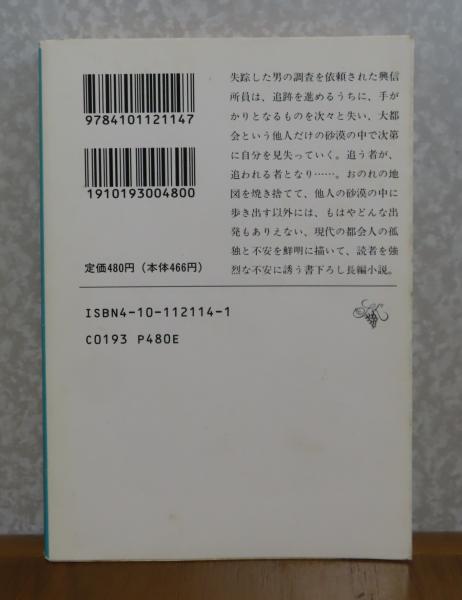 9784101121147
1910193004800
定価480円（本体466円）
ISBN4-10-112114-1
C0193 P480E
失踪した男の調査を依頼された興信
所員は、追跡を進めるうちに、手が
かりとなるものを次々と失い、大都
会という他人だけの砂漠の中で次第
に自分を見失っていく。追う者が、
追われる者となり……。おのれの地
図を焼き捨てて、他人の砂漠の中に
歩き出す以外には、もはやどんな出
発もありえない、現代の都会人の孤
独と不安を鮮明に描いて、読者を強
烈な不安に誘う書下ろし長編小説。